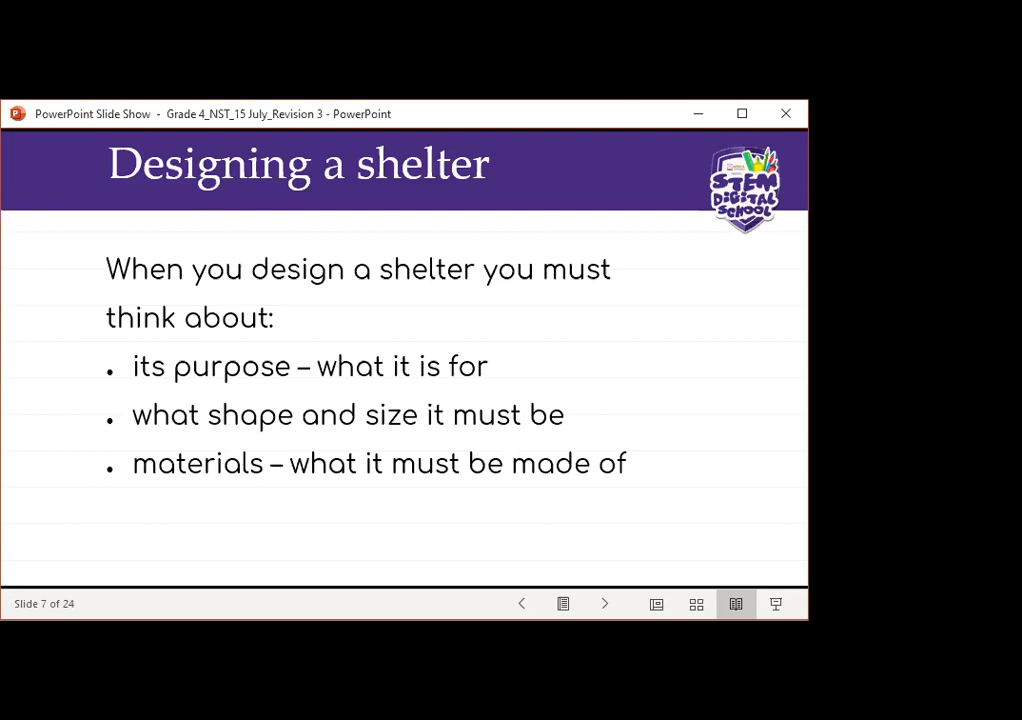 PowerPoint Slide Show - Grade 4_NST_15 July_Revision 3 - PowerPoint
Designing a shelter
STEM
DIGITAL
SCHOOL
When you design a shelter you must
think about:
• its purpose – what it is for
• what shape and size it must be
• materials – what it must be made of
Slide 7 of 24